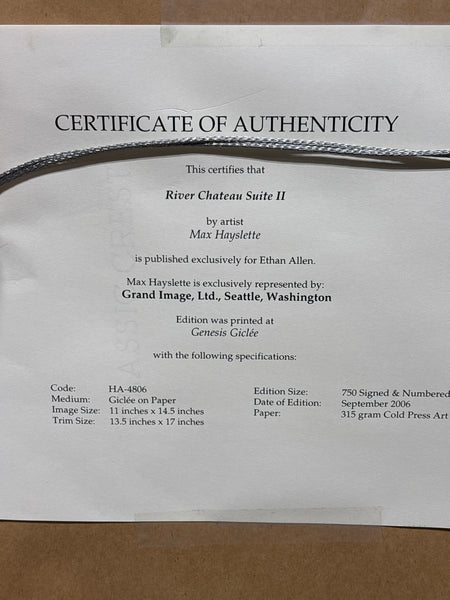 CERTIFICATE OF AUTHENTICITY
This certifies that
River Chateau Suite II
by artist
Max Hayslette
is published exclusively for Ethan Allen.
Max Hayslette is exclusively represented by:
Grand Image, Ltd., Seattle, Washington
Edition was printed at
Genesis Giclée
with the following specifications:
Code: HA-4806
Medium: Giclée on Paper
Image Size: 11 inches x 14.5 inches
Trim Size: 13.5 inches x 17 inches
Edition Size: 750 Signed & Numbered
Date of Edition: September 2006
Paper: 315 gram Cold Press Art